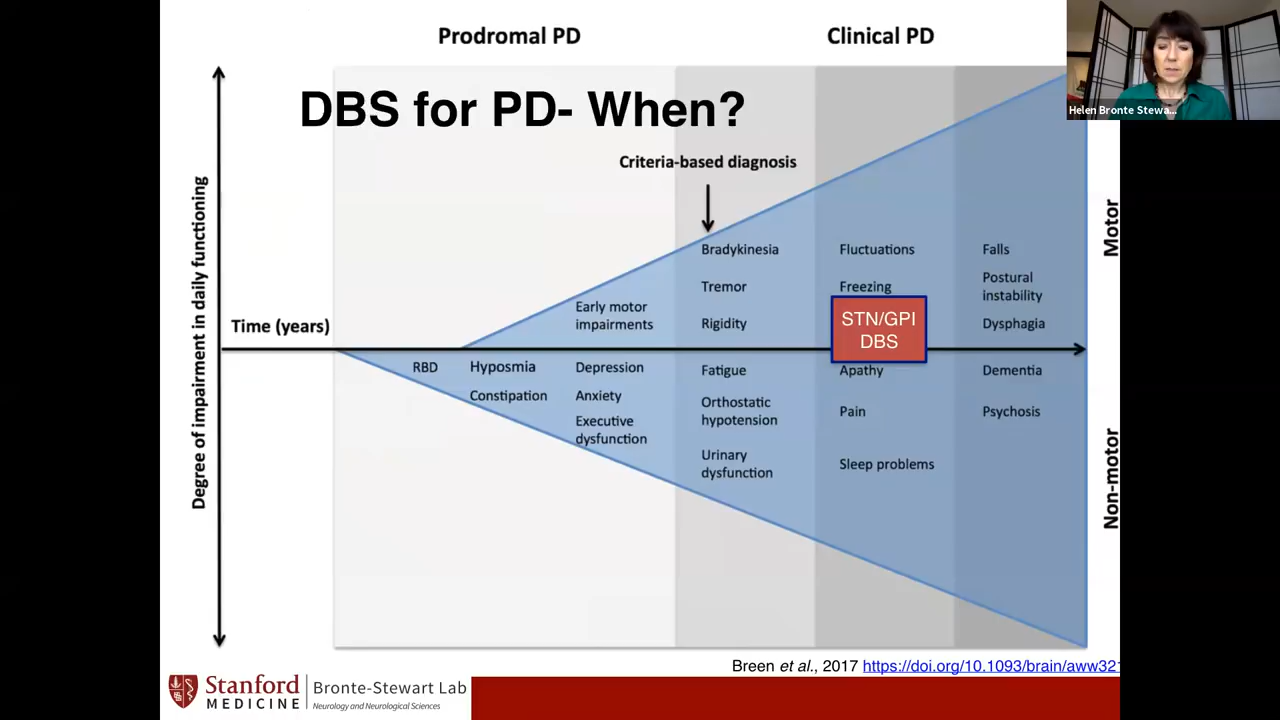 Prodromal PD
Clinical PD
Helen Bronte Stewa...
DBS for PD- When?
Criteria-based diagnosis
Degree of impairment in daily functioning
Time (years)
Motor
Non-motor
Early motor
impairments
Bradykinesia
Tremor
Rigidity
Fluctuations
Freezing
STN/GPI
DBS
Falls
Postural
instability
Dysphagia
RBD
Hyposmia
Constipation
Depression
Anxiety
Executive
dysfunction
Fatigue
Orthostatic
hypotension
Urinary
dysfunction
Apathy
Pain
Sleep problems
Dementia
Psychosis
Breen et al., 2017 https://doi.org/10.1093/brain/aww32
Stanford
MEDICINE
Bronte-Stewart Lab
Neurology and Neurological Sciences